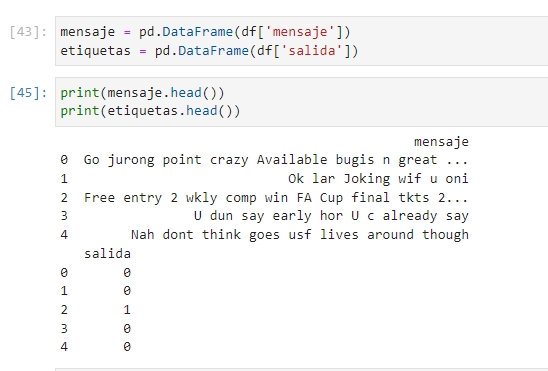 [43]: mensaje = pd.DataFrame(df['mensaje'])
etiquetas = pd.DataFrame(df['salida'])
[45]: print(mensaje.head())
print(etiquetas.head())
mensaje
0 Go jurong point crazy Available bugis n great ...
1 Ok lar Joking wif u oni
2 Free entry 2 wkly comp win FA Cup final tkts 2...
3 U dun say early hor U c already say
4 Nah dont think goes usf lives around though
salida
0 0
1 0
2 1
3 0
4 0